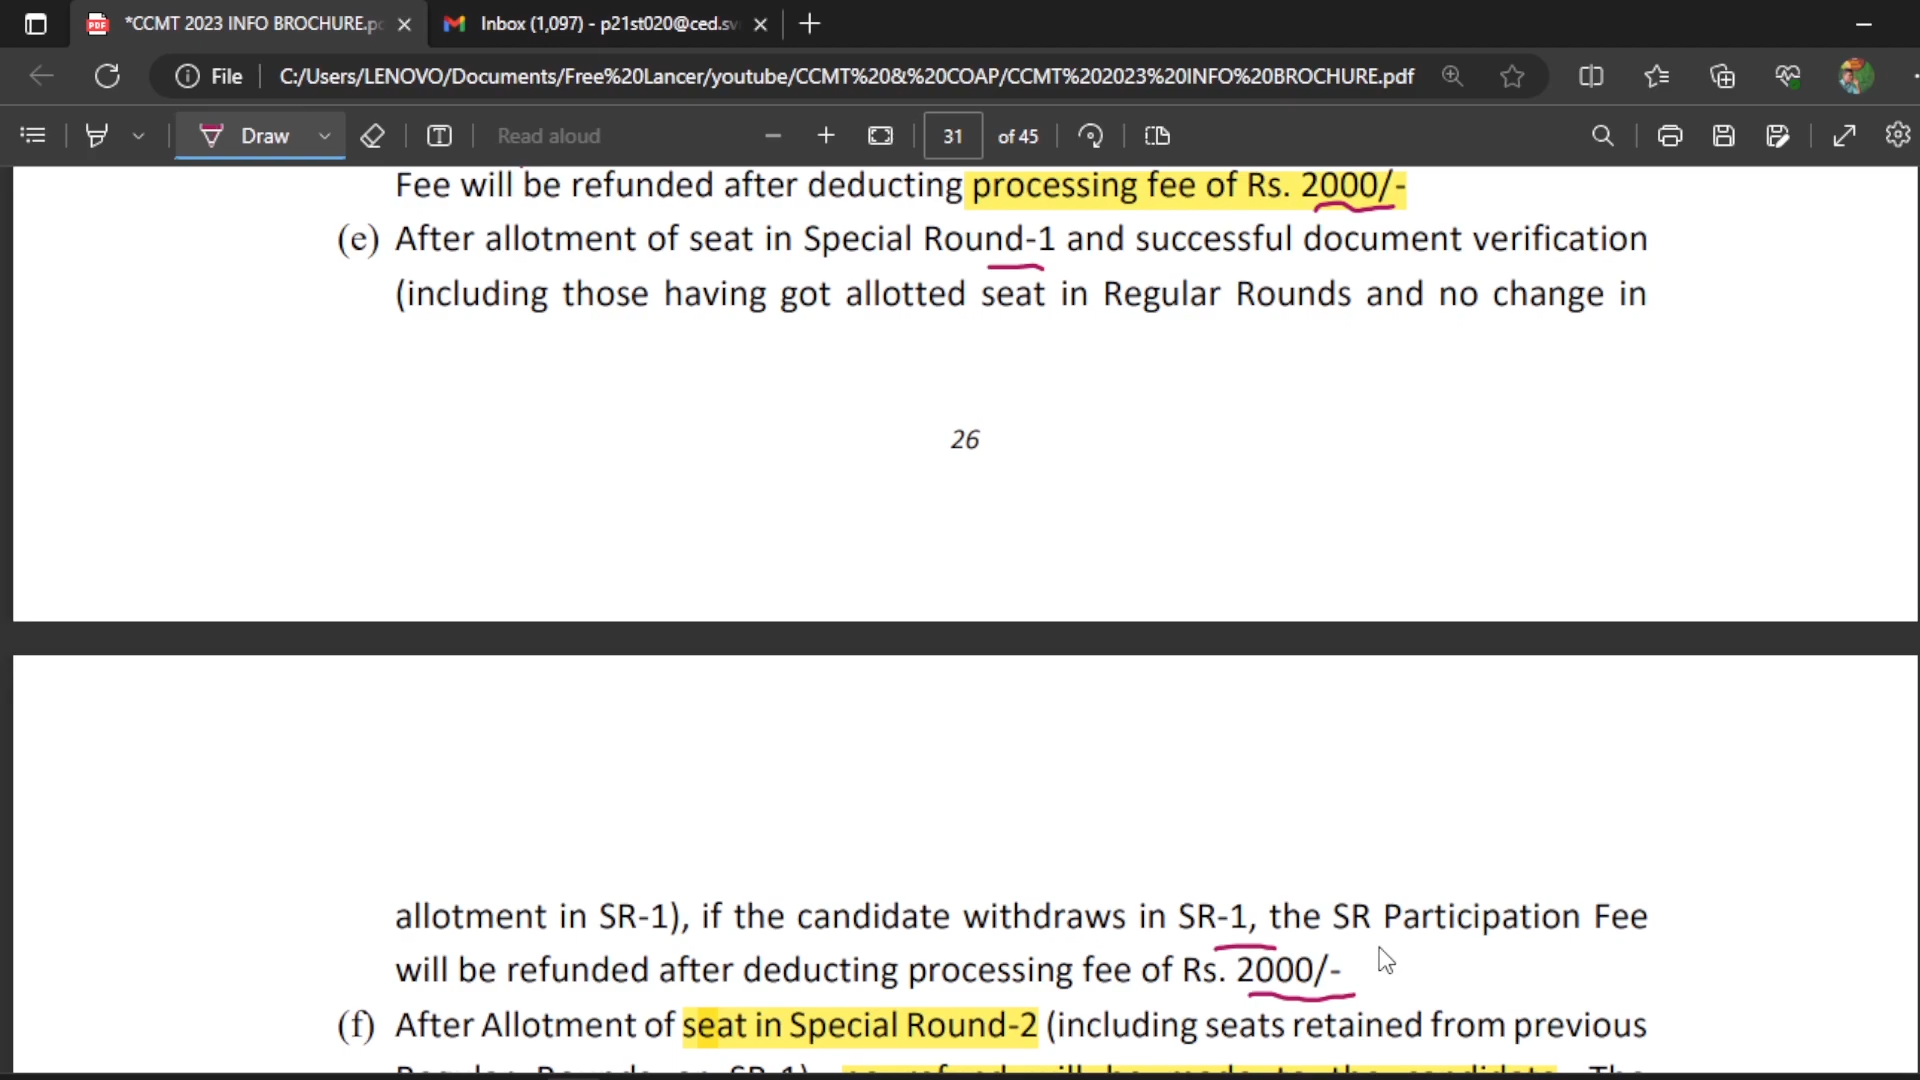 *CCMT 2023 INFO BROCHURE.p
Inbox (1,097) - p21st020@ced.sv
File
C:/Users/LENOVO/Documents/Free%20Lancer/youtube/CCMT%20&%20COAP/CCMT%202023%20INFO%20BROCHURE.pdf
Draw
Read aloud
31 of 45
Fee will be refunded after deducting processing fee of Rs. 2000/-
(e) After allotment of seat in Special Round-1 and successful document verification
(including those having got allotted seat in Regular Rounds and no change in
26
allotment in SR-1), if the candidate withdraws in SR-1, the SR Participation Fee
will be refunded after deducting processing fee of Rs. 2000/-
(f) After Allotment of seat in Special Round-2 (including seats retained from previous